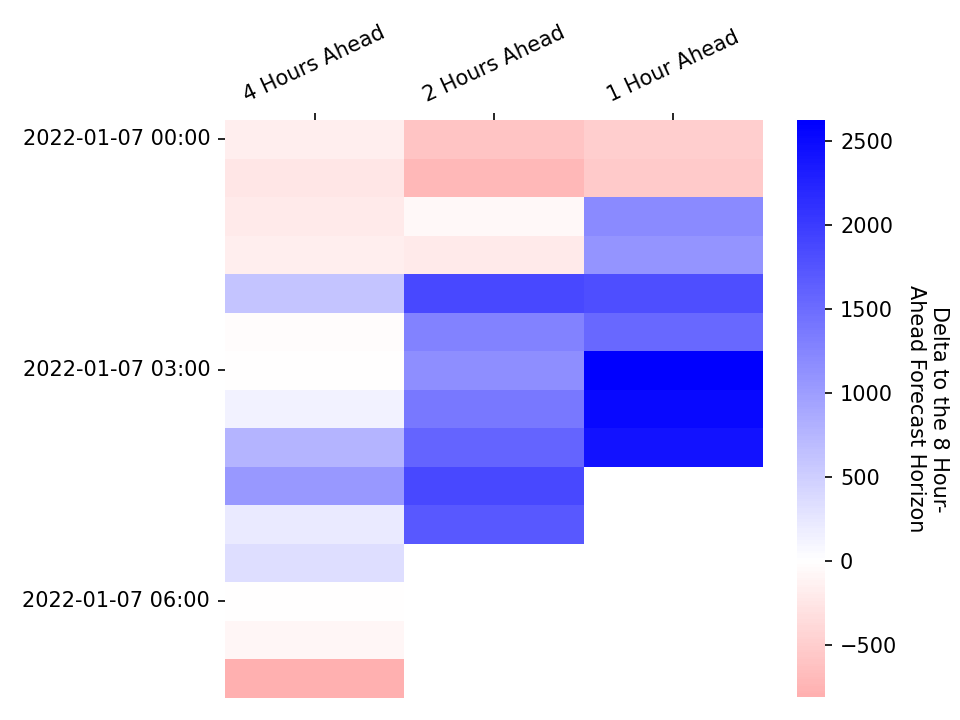 4 Hours Ahead
2 Hours Ahead
1 Hour Ahead
2022-01-07 00:00
2022-01-07 03:00
2022-01-07 06:00
2500
2000
1500
1000
500
0
−500
Delta to the 8 Hour-
Ahead Forecast Horizon